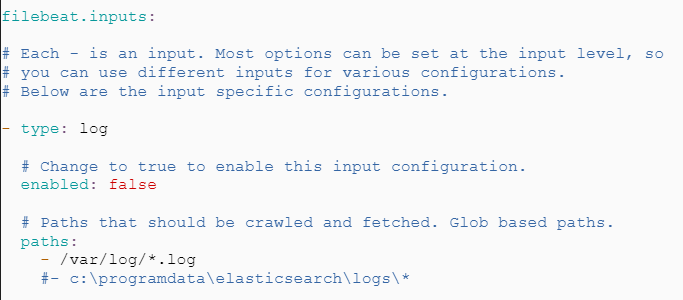 filebeat.inputs:
# Each - is an input. Most options can be set at the input level, so
# you can use different inputs for various configurations.
# Below are the input specific configurations.
- type: log
# Change to true to enable this input configuration.
enabled: false
# Paths that should be crawled and fetched. Glob based paths.
paths:
- /var/log/*.log
#- c:\programdata\elasticsearch\logs\*